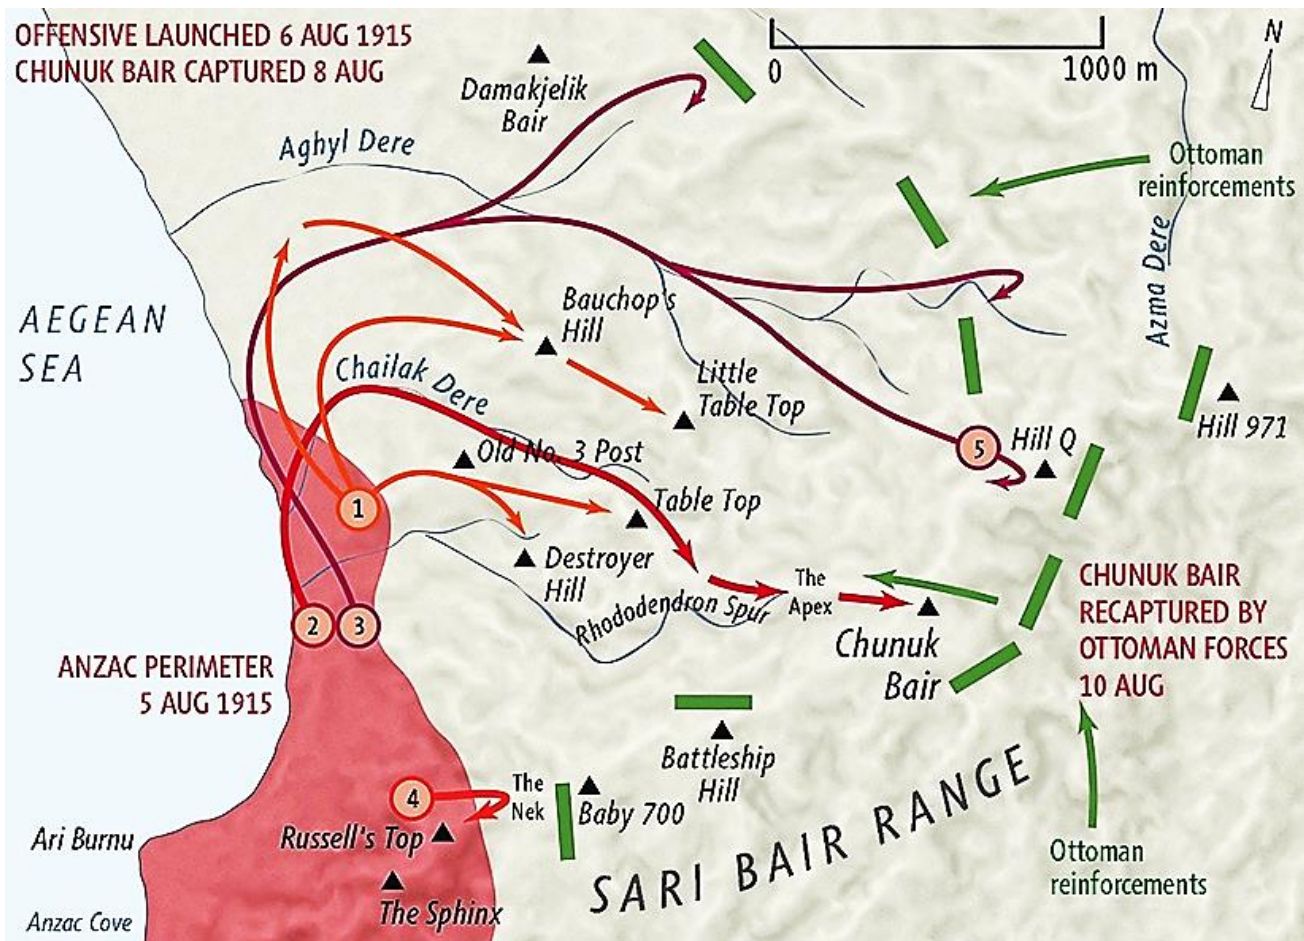 OFFENSIVE LAUNCHED 6 AUG 1915
CHUNUK BAIR CAPTURED 8 AUG
Damakjelik
Bair
0
1000 m
N
Aghyl Dere
Ottoman
reinforcements
Azma Dere
AEGEAN
SEA
Bauchop's
Hill
Chailak Dere
Little
Table Top
Hill 971
Old No. 3 Post
5
Hill Q
1
Table Top
Destroyer
Hill
Rhododendron Spur
The
Apex
CHUNUK BAIR
RECAPTURED BY
OTTOMAN FORCES
10 AUG
2
3
Chunuk
Bair
ANZAC PERIMETER
5 AUG 1915
Battleship
Hill
4
The
Nek
Baby 700
Russell's Top
SARI BAIR RANGE
Ari Burnu
Ottoman
reinforcements
The Sphinx
Anzac Cove